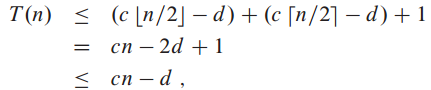 T(n) ≤ (c ⌊n/2⌋ – d) + (c ⌈n/2⌉ – d) + 1
= cn – 2d + 1
≤ cn – d ,